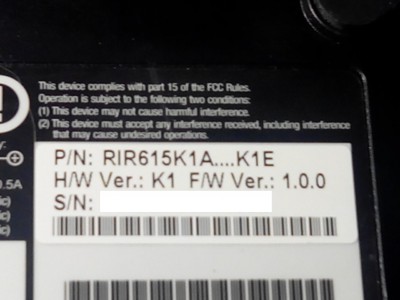 This device complies with part 15 of the FCC Rules.
Operation is subject to the following two conditions:
(1) This device may not cause harmful interference.
(2) This device must accept any interference received, including interference
that may cause undesired operation.
P/N: RIR615K1A....K1E
H/W Ver.: K1 F/W Ver.: 1.0.0
S/N:
0.5A